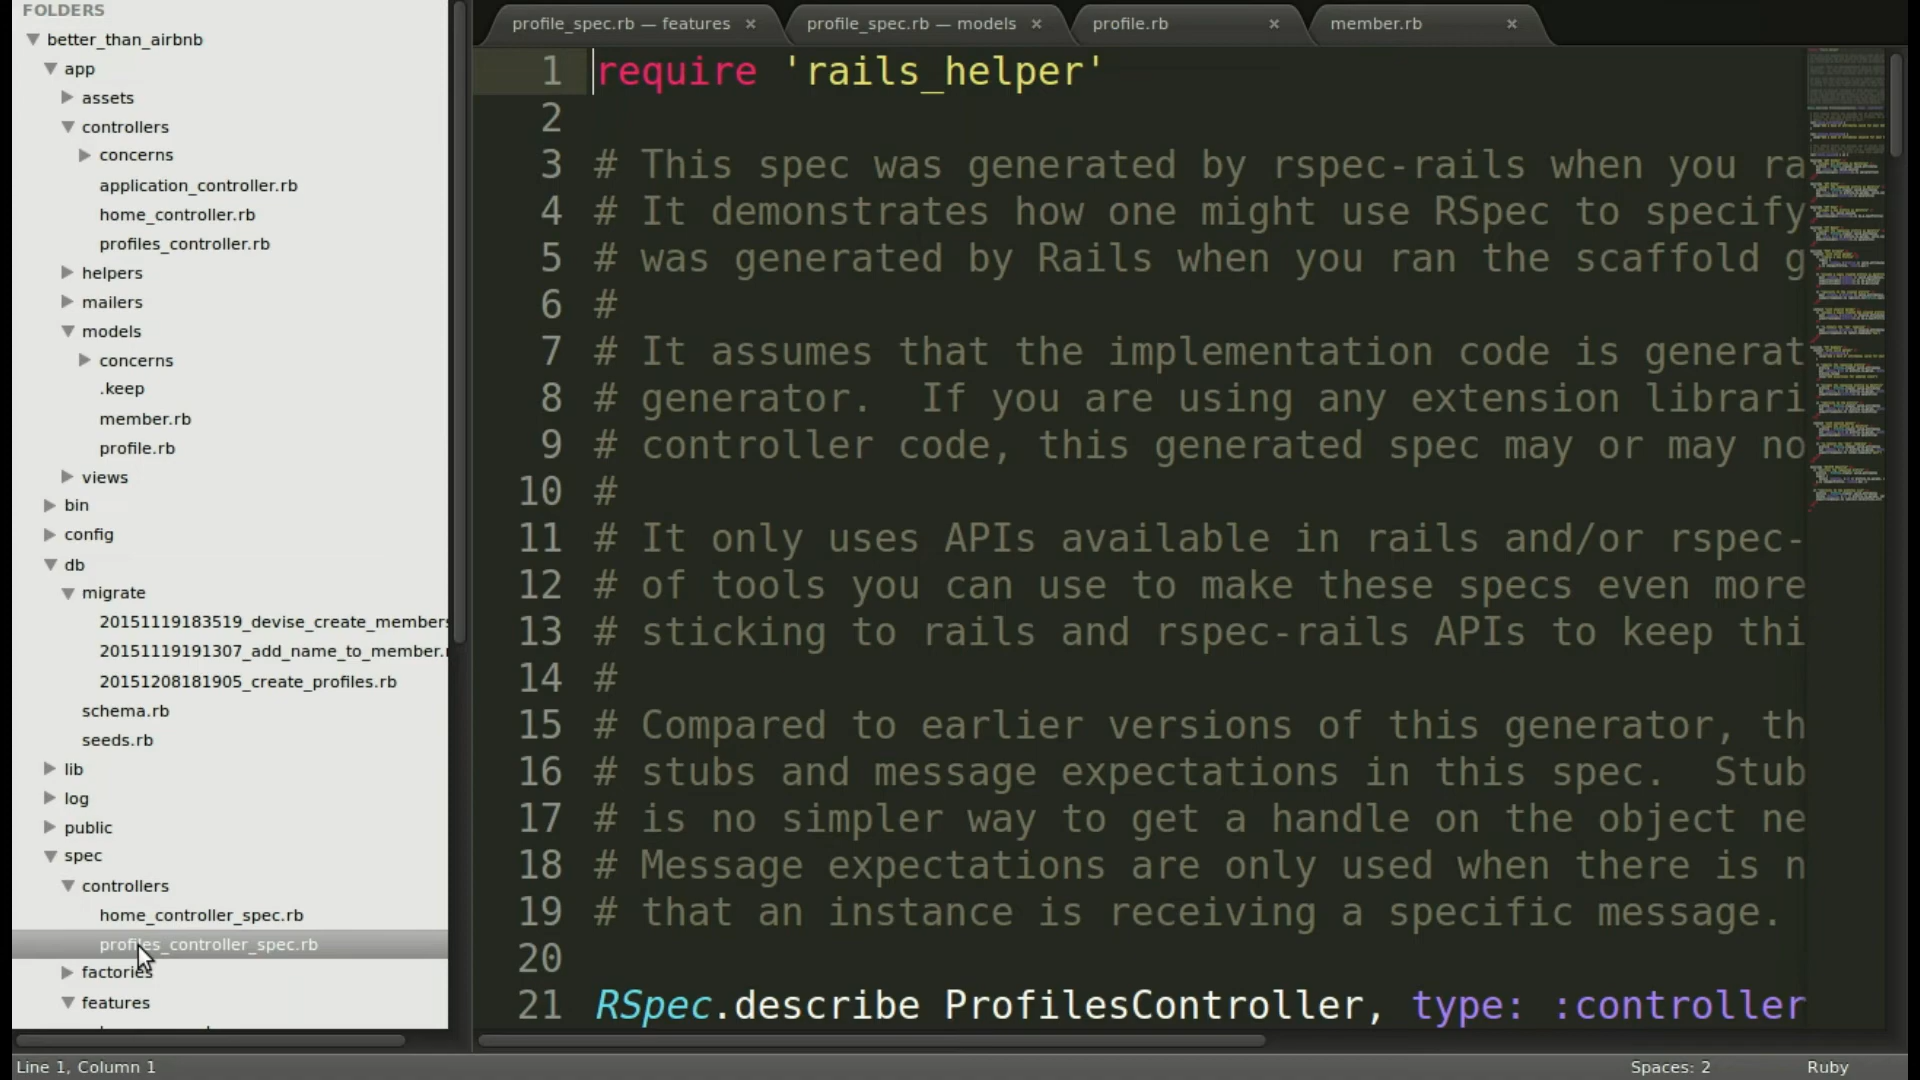 FOLDERS
better_than_airbnb
app
assets
controllers
concerns
application_controller.rb
home_controller.rb
profiles_controller.rb
helpers
mailers
models
concerns
.keep
member.rb
profile.rb
views
bin
config
db
migrate
20151119183519_devise_create_members
20151119191307_add_name_to_member.r
20151208181905_create_profiles.rb
schema.rb
seeds.rb
lib
log
public
spec
controllers
home_controller_spec.rb
profiles_controller_spec.rb
factories
features
profile_spec.rb — features ×
profile_spec.rb — models ×
profile.rb ×
member.rb ×
1 require 'rails_helper'
2
3 # This spec was generated by rspec-rails when you ra
4 # It demonstrates how one might use RSpec to specify
5 # was generated by Rails when you ran the scaffold g
6 #
7 # It assumes that the implementation code is generat
8 # generator.  If you are using any extension librari
9 # controller code, this generated spec may or may no
10 #
11 # It only uses APIs available in rails and/or rspec-
12 # of tools you can use to make these specs even more
13 # sticking to rails and rspec-rails APIs to keep thi
14 #
15 # Compared to earlier versions of this generator, th
16 # stubs and message expectations in this spec.  Stub
17 # is no simpler way to get a handle on the object ne
18 # Message expectations are only used when there is n
19 # that an instance is receiving a specific message.
20
21 RSpec.describe ProfilesController, type: :controller
Line 1, Column 1
Spaces: 2
Ruby